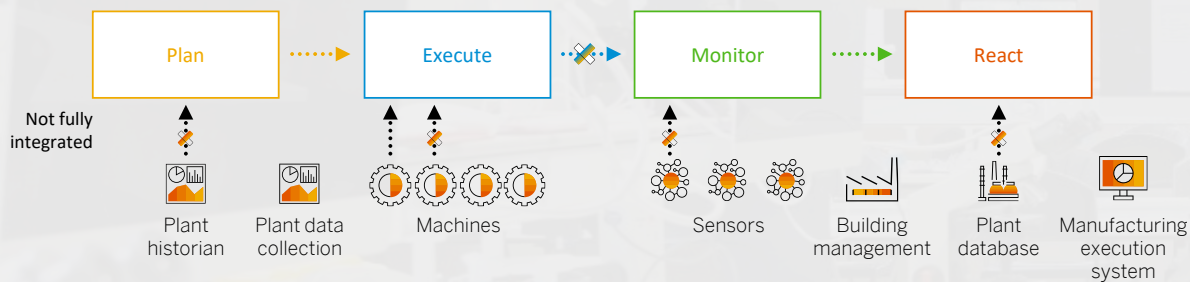 Plan
Execute
Monitor
React
Not fully
integrated
Plant
historian
Plant data
collection
Machines
Sensors
Building
management
Plant
database
Manufacturing
execution
system